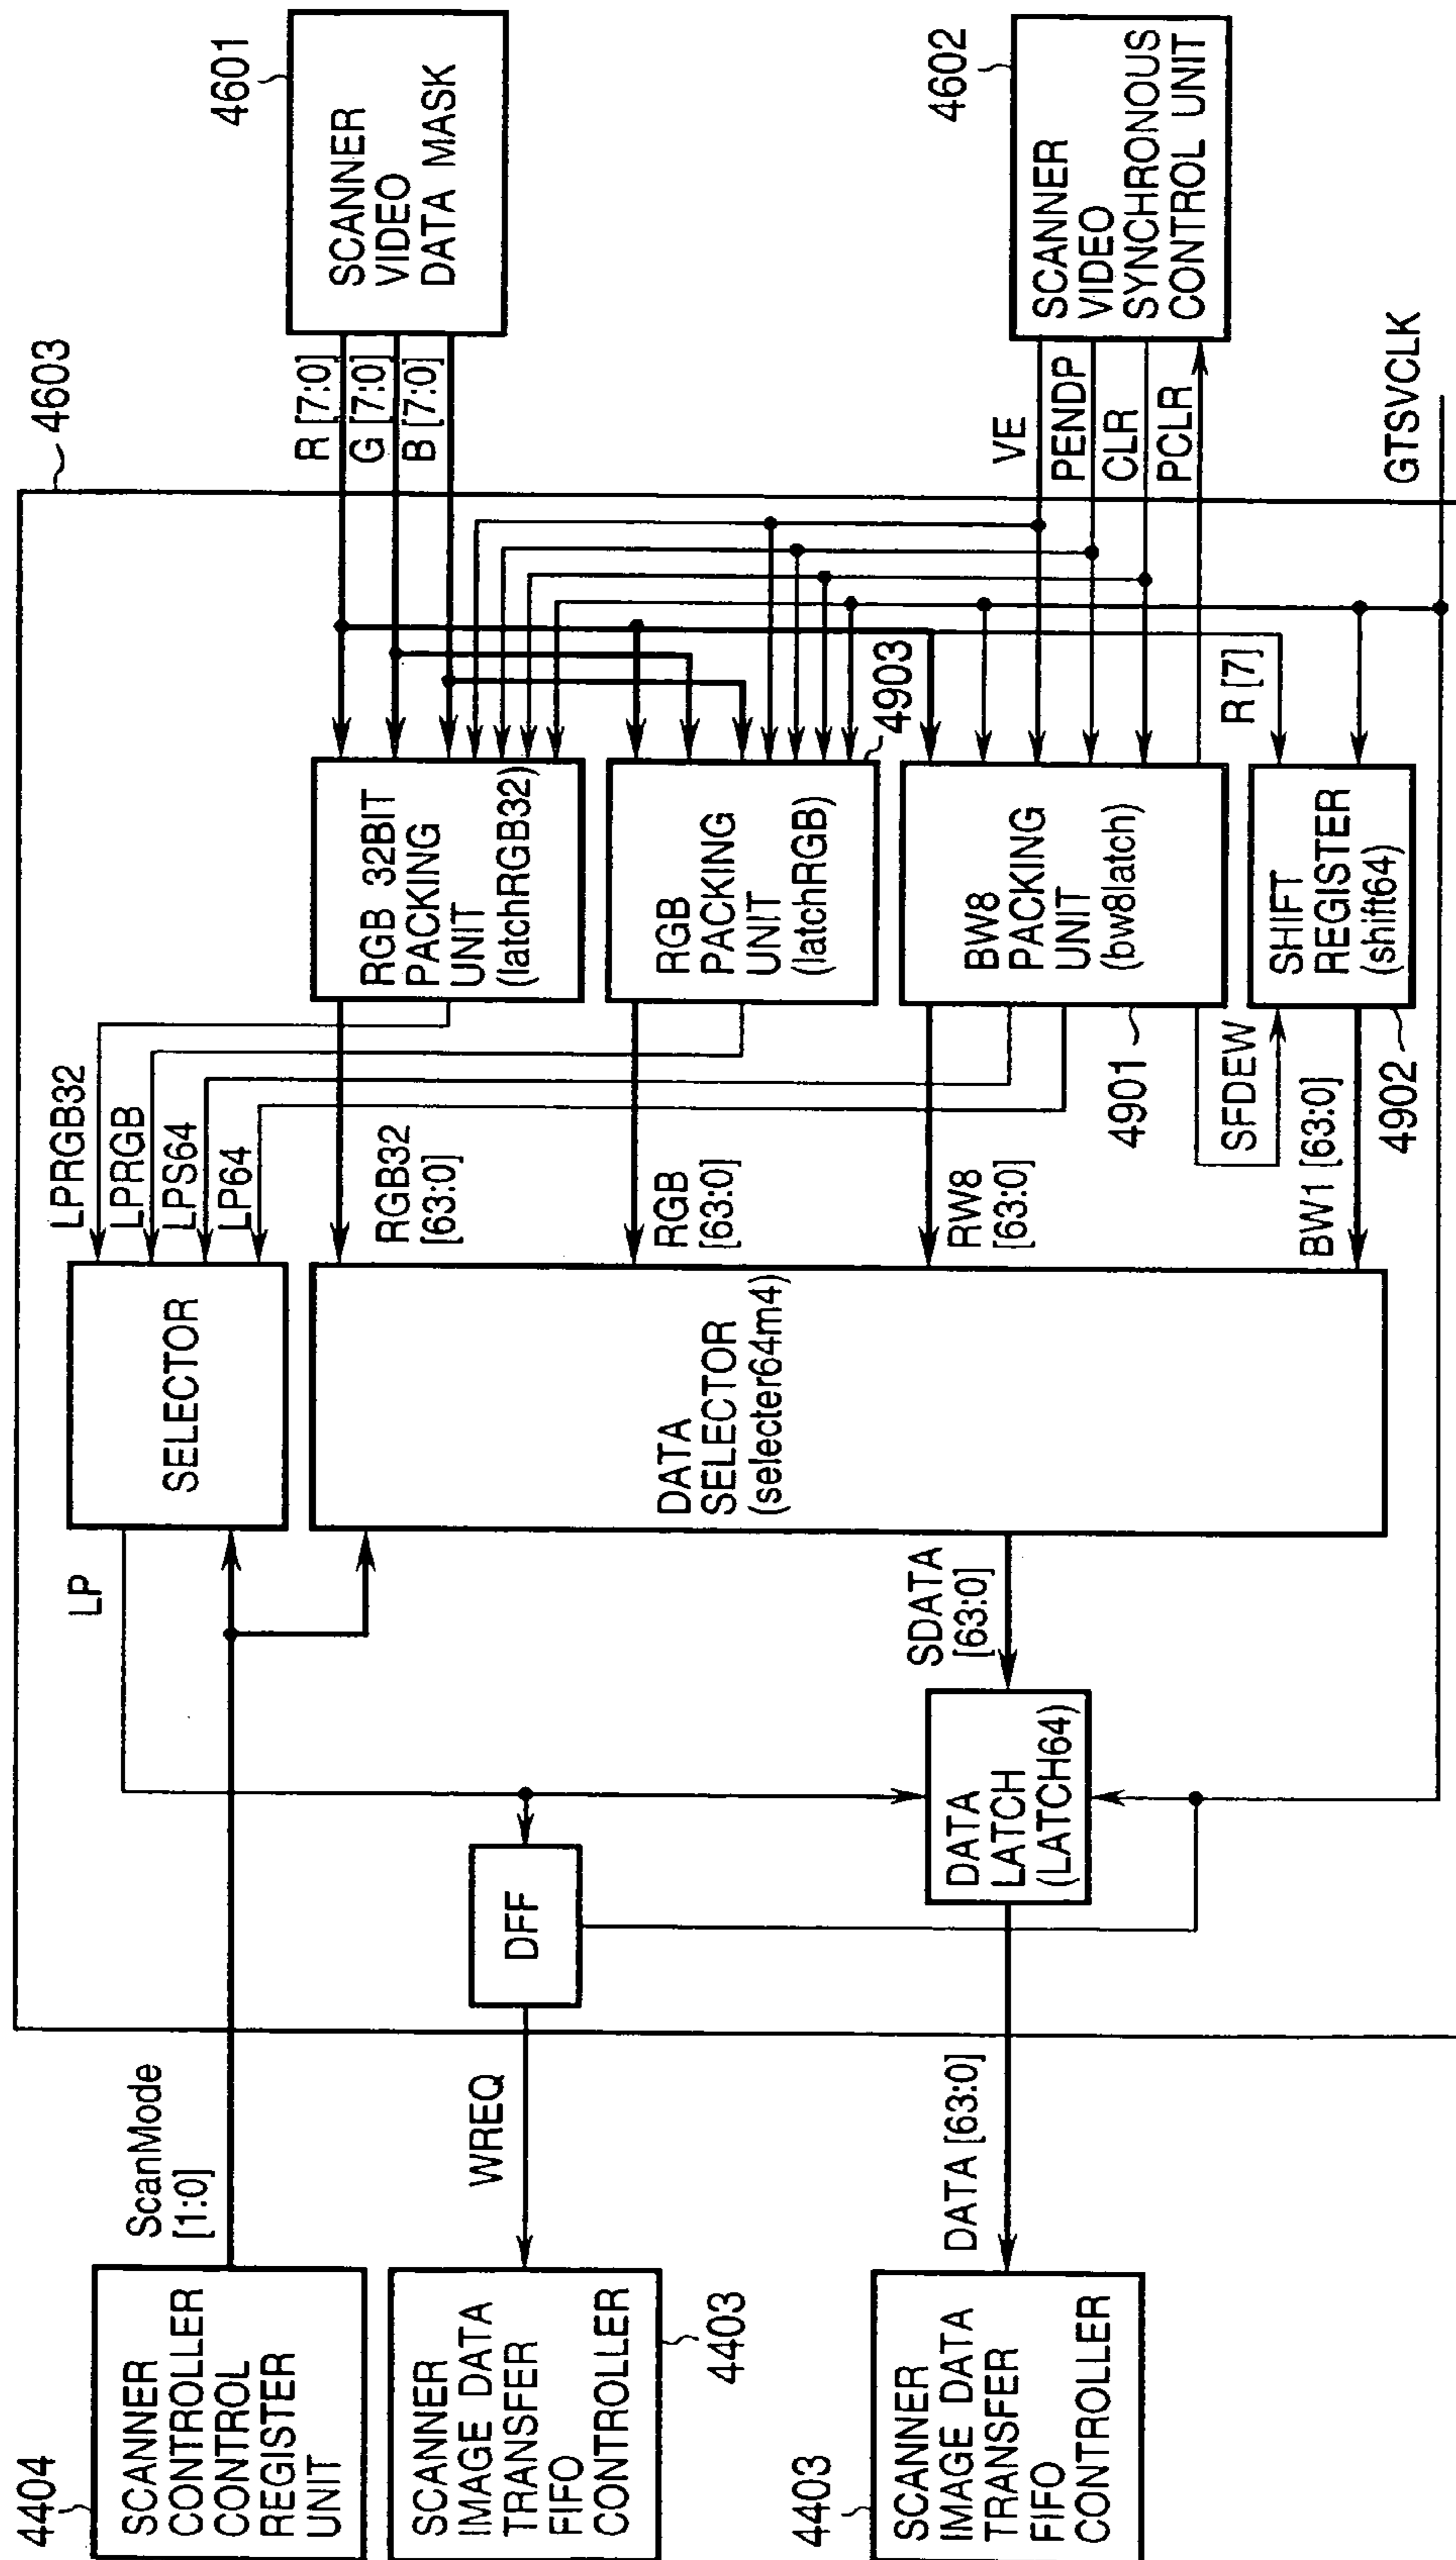 4404
SCANNER
CONTROLLER
CONTROL
REGISTER
UNIT
ScanMode
[1:0]
SCANNER
IMAGE DATA
TRANSFER
FIFO
CONTROLLER
4403
WREQ
4403
SCANNER
IMAGE DATA
TRANSFER
FIFO
CONTROLLER
DATA [63:0]
LP
DFF
DATA
LATCH
(LATCH64)
SDATA
[63:0]
SELECTOR
DATA
SELECTOR
(selecter64m4)
LPRGB32
LPRGB
LPS64
LP64
RGB32
[63:0]
RGB
[63:0]
RW8
[63:0]
BW1 [63:0]
SFDEW
4901
4902
RGB 32BIT
PACKING
UNIT
(latchRGB32)
RGB
PACKING
UNIT
(latchRGB)
4903
BW8
PACKING
UNIT
(bw8latch)
SHIFT
REGISTER
(shift64)
R [7]
4603
R [7:0]
G [7:0]
B [7:0]
VE
PENDP
CLR
PCLR
GTSVCLK
4601
SCANNER
VIDEO
DATA MASK
4602
SCANNER
VIDEO
SYNCHRONOUS
CONTROL UNIT